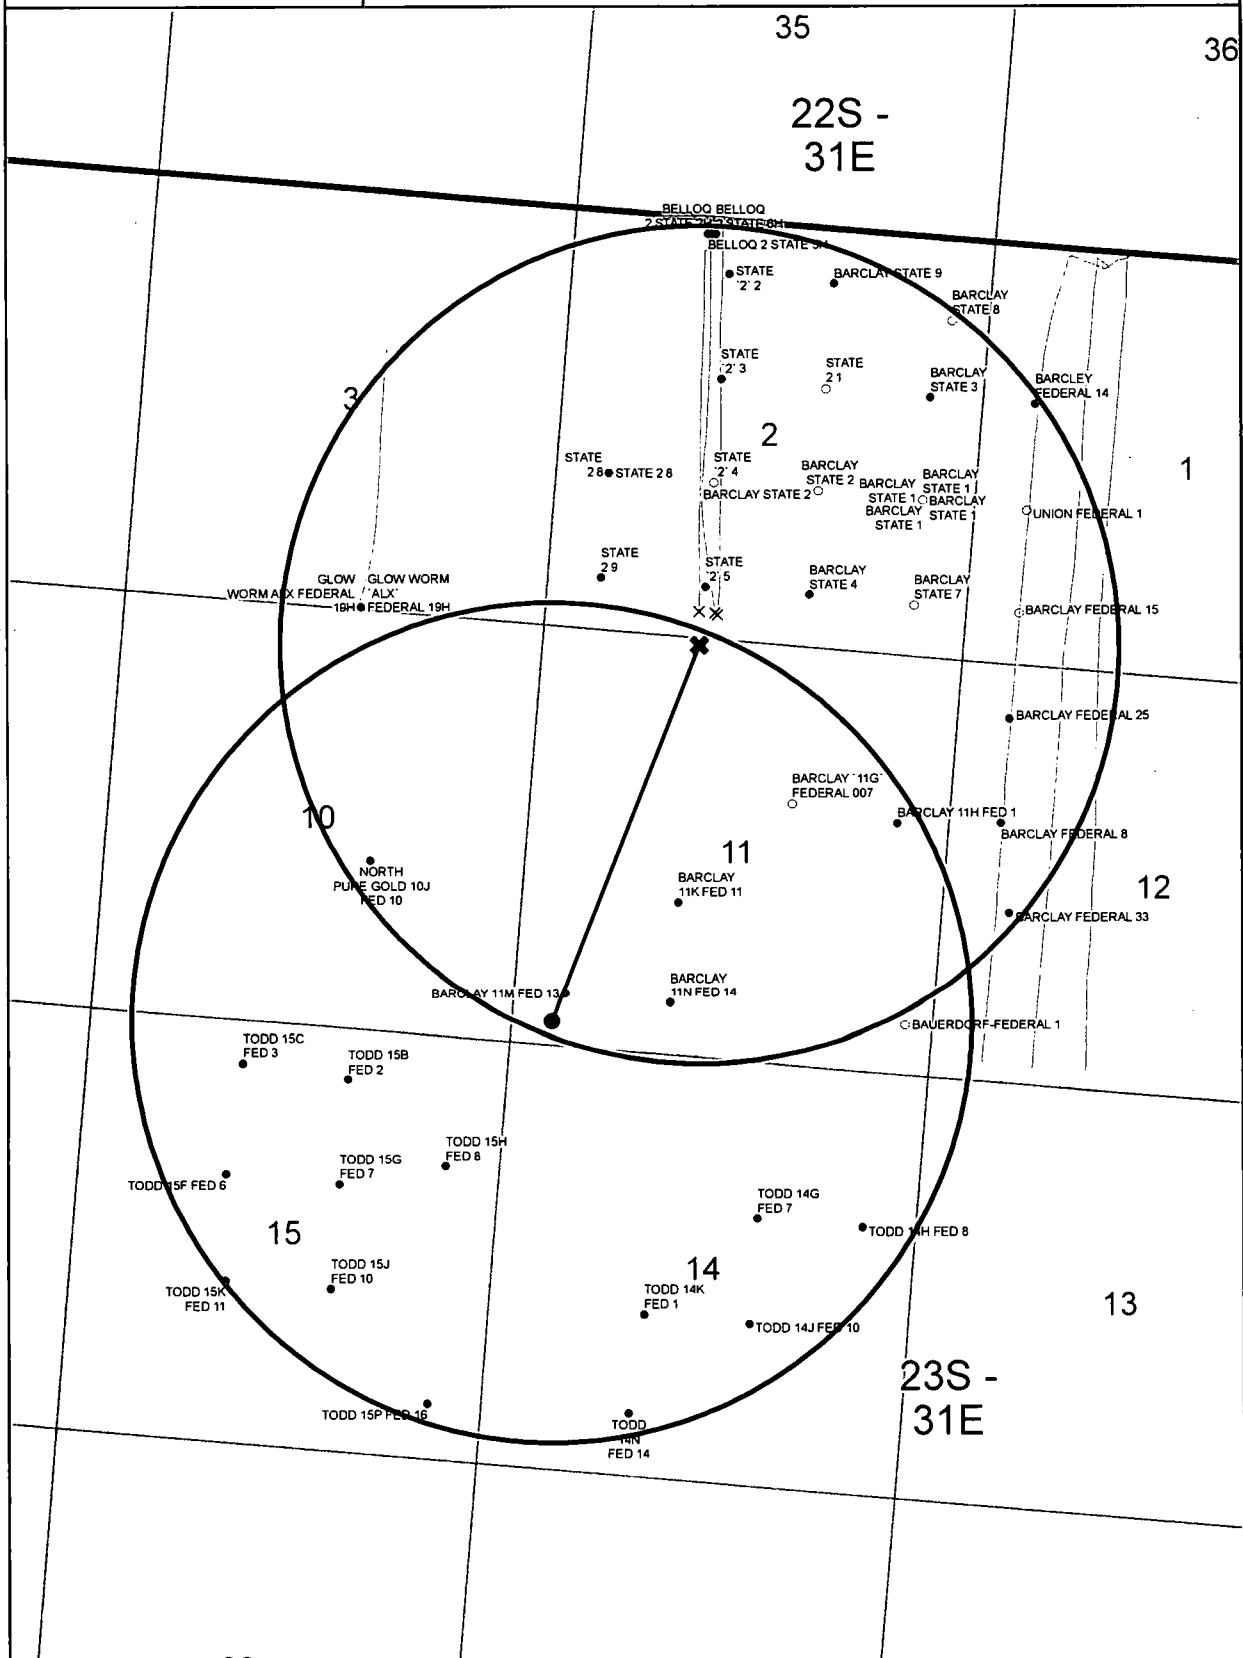 35
36
22S -
31E
BELLOQ BELLOQ
2 STATE 2H 2 STATE 6H
BELLOQ 2 STATE 5H
STATE
'2' 2
BARCLAY STATE 9
BARCLAY
STATE 8
STATE
'2' 3
STATE
2 1
BARCLAY
STATE 3
BARCLEY
FEDERAL 14
3
2
1
STATE
2 8
STATE 2 8
STATE
'2' 4
BARCLAY STATE 2
BARCLAY
STATE 2
BARCLAY
STATE 1
BARCLAY
STATE 1
BARCLAY
STATE 1
BARCLAY
STATE 1
UNION FEDERAL 1
STATE
2 9
STATE
'2' 5
BARCLAY
STATE 4
BARCLAY
STATE 7
BARCLAY FEDERAL 15
GLOW
WORM ALX FEDERAL
19H
GLOW WORM
'ALX'
FEDERAL 19H
BARCLAY FEDERAL 25
BARCLAY '11G'
FEDERAL 007
BARCLAY 11H FED 1
BARCLAY FEDERAL 8
10
11
12
NORTH
PURE GOLD 10J
FED 10
BARCLAY
11K FED 11
BARCLAY FEDERAL 33
BARCLAY 11M FED 13
BARCLAY
11N FED 14
BAUERDORF-FEDERAL 1
TODD 15C
FED 3
TODD 15B
FED 2
TODD 15H
FED 8
TODD 15G
FED 7
TODD 15F FED 6
TODD 14G
FED 7
TODD 14H FED 8
15
14
13
TODD 15J
FED 10
TODD 15K
FED 11
TODD 14K
FED 1
TODD 14J FED 10
23S -
31E
TODD 15P FED 16
TODD
14N
FED 14